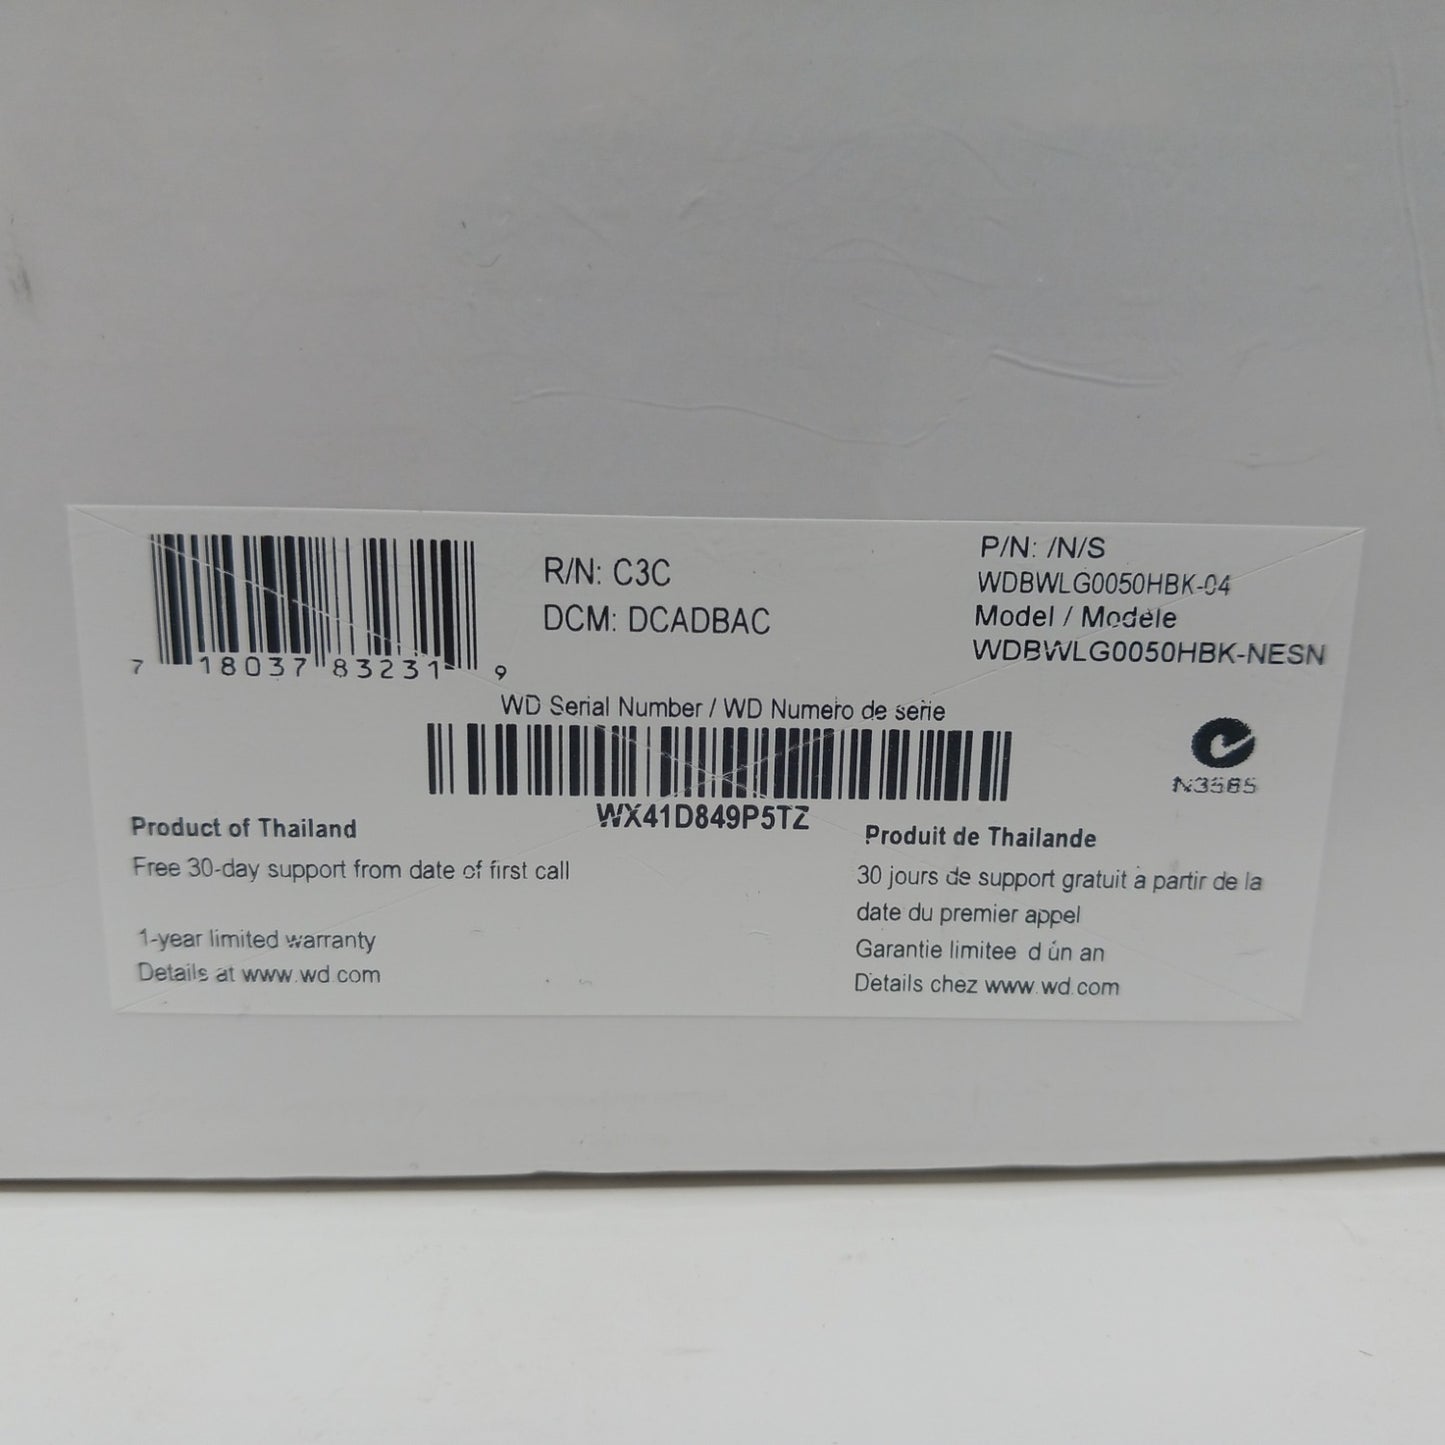 7 18037 83231 9
R/N: C3C
DCM: DCADBAC
P/N: /N/S
WDBWLG0050HBK-04
Model / Modèle
WDBWLG0050HBK-NESN
WD Serial Number / WD Numero de serie
WX41D849P5TZ
N3585
Product of Thailand
Free 30-day support from date of first call
1-year limited warranty
Details at www.wd.com
Produit de Thailande
30 jours de support gratuit à partir de la
date du premier appel
Garantie limitee d ún an
Details chez www.wd.com